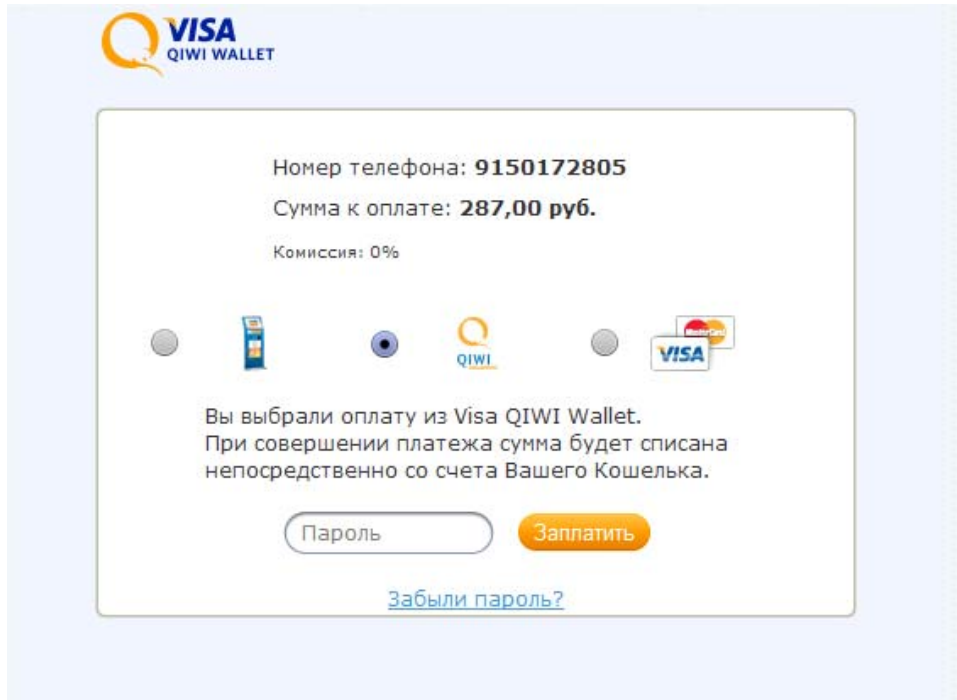 VISA
QIWI WALLET
Номер телефона: 9150172805
Сумма к оплате: 287,00 руб.
Комиссия: 0%
QIWI
MasterCard
VISA
Вы выбрали оплату из Visa QIWI Wallet.
При совершении платежа сумма будет списана
непосредственно со счета Вашего Кошелька.
Пароль
Заплатить
Забыли пароль?